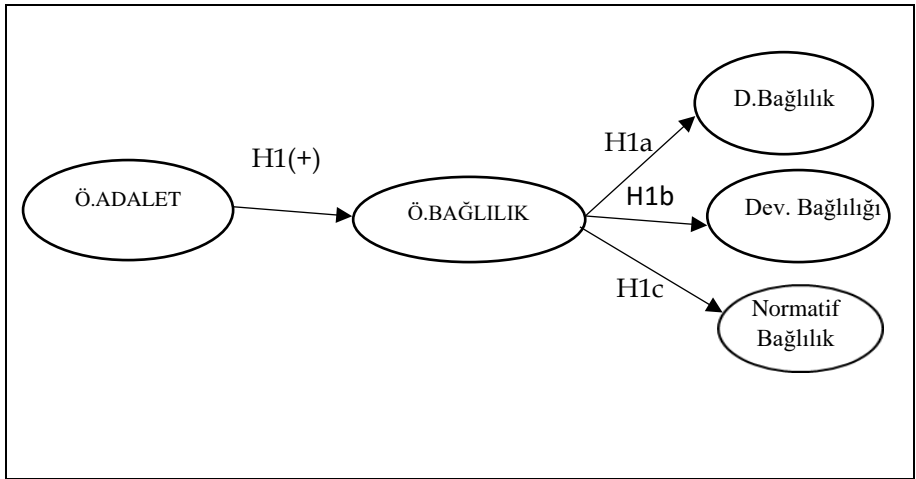 Ö.ADALET
H1(+)
Ö.BAĞLILIK
H1a
H1b
H1c
D.Bağlılık
Dev. Bağlılığı
Normatif
Bağlılık